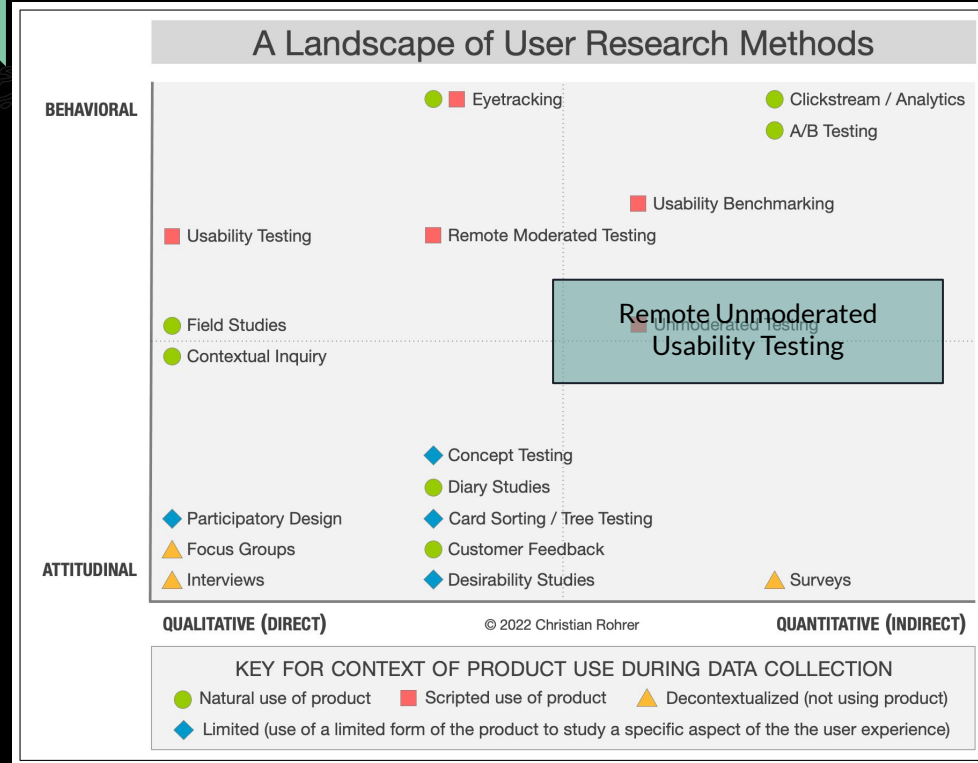 A Landscape of User Research Methods
BEHAVIORAL
Eyetracking
Clickstream / Analytics
A/B Testing
Usability Benchmarking
Usability Testing
Remote Moderated Testing
Field Studies
Unmoderated Testing
Remote Unmoderated
Usability Testing
Contextual Inquiry
Concept Testing
Diary Studies
Participatory Design
Card Sorting / Tree Testing
Focus Groups
Customer Feedback
ATTITUDINAL
Interviews
Desirability Studies
Surveys
QUALITATIVE (DIRECT)
© 2022 Christian Rohrer
QUANTITATIVE (INDIRECT)
KEY FOR CONTEXT OF PRODUCT USE DURING DATA COLLECTION
Natural use of product
Scripted use of product
Decontextualized (not using product)
Limited (use of a limited form of the product to study a specific aspect of the the user experience)